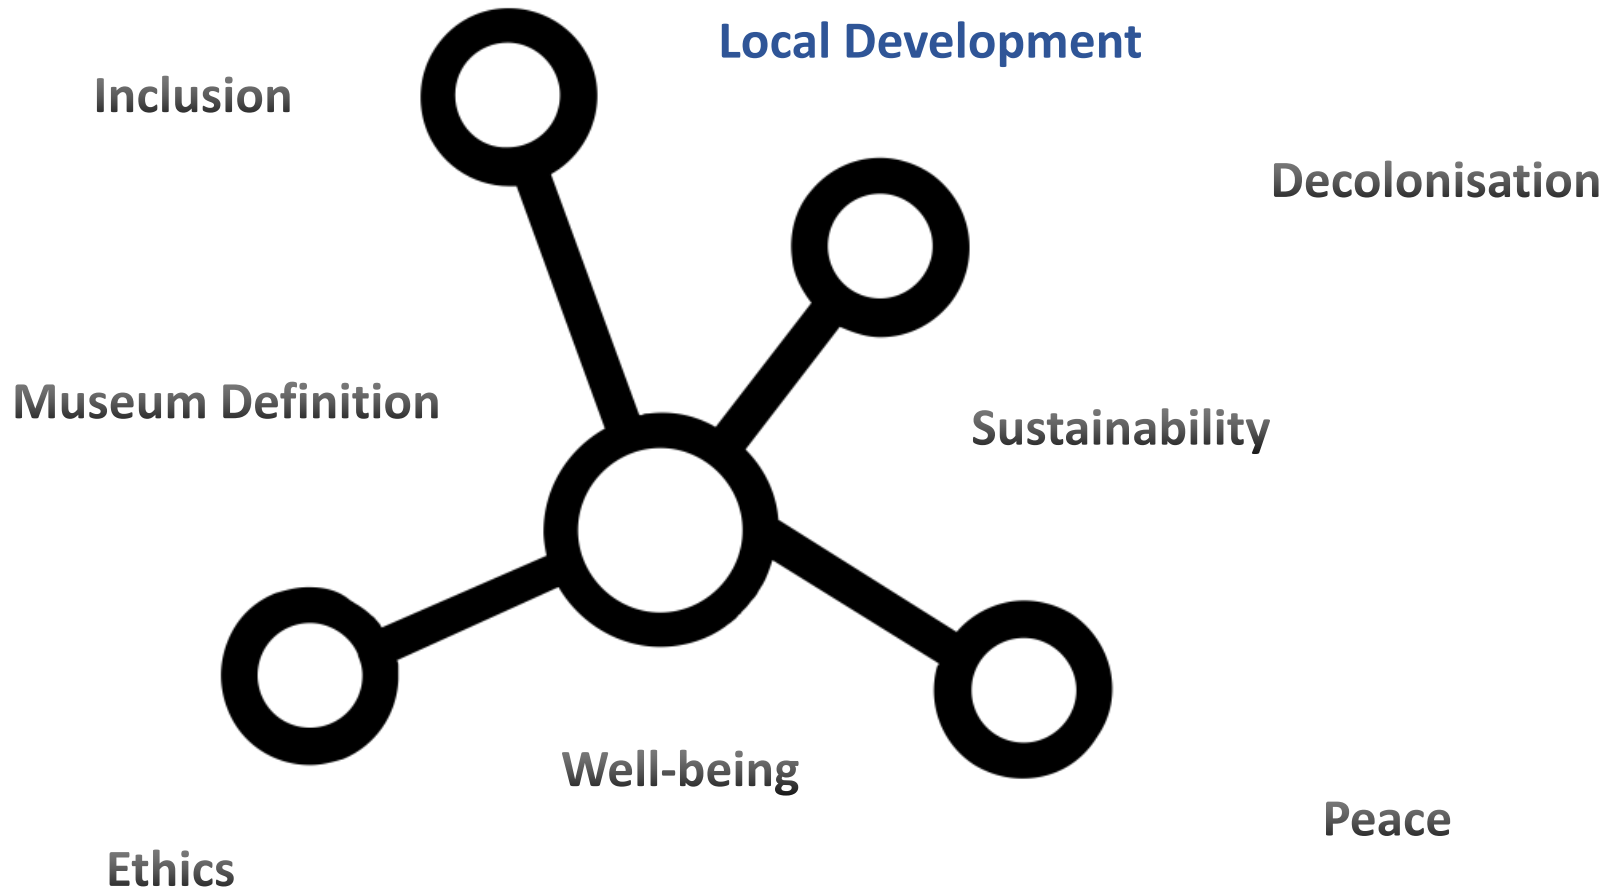 Local Development
Inclusion
Decolonisation
Museum Definition
Sustainability
Well-being
Peace
Ethics